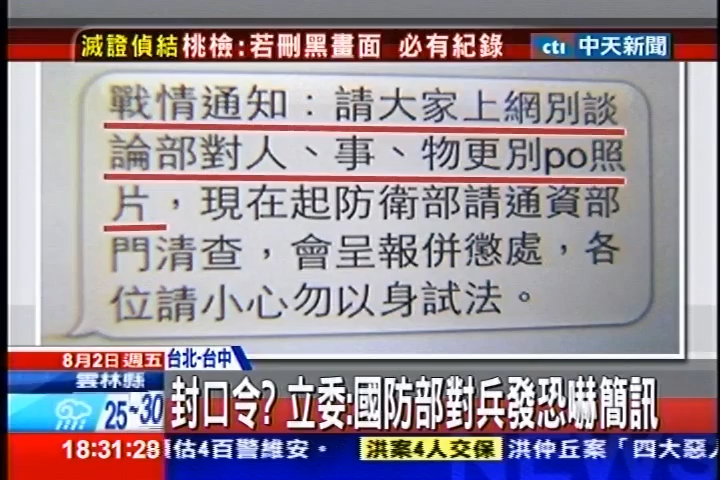 滅證偵結桃檢:若刪黑畫面 必有紀錄
cti 中天新聞
戰情通知：請大家上網別談
論部對人、事、物更別po照
片，現在起防衛部請通資部
門清查，會呈報併懲處，各
位請小心勿以身試法。
8月2日週五
台北‧台中
雲林縣
25~30
封口令? 立委:國防部對兵發恐嚇簡訊
18:31:28
估4百警維安。 洪案4人交保 洪仲丘案「四大惡
NEWS